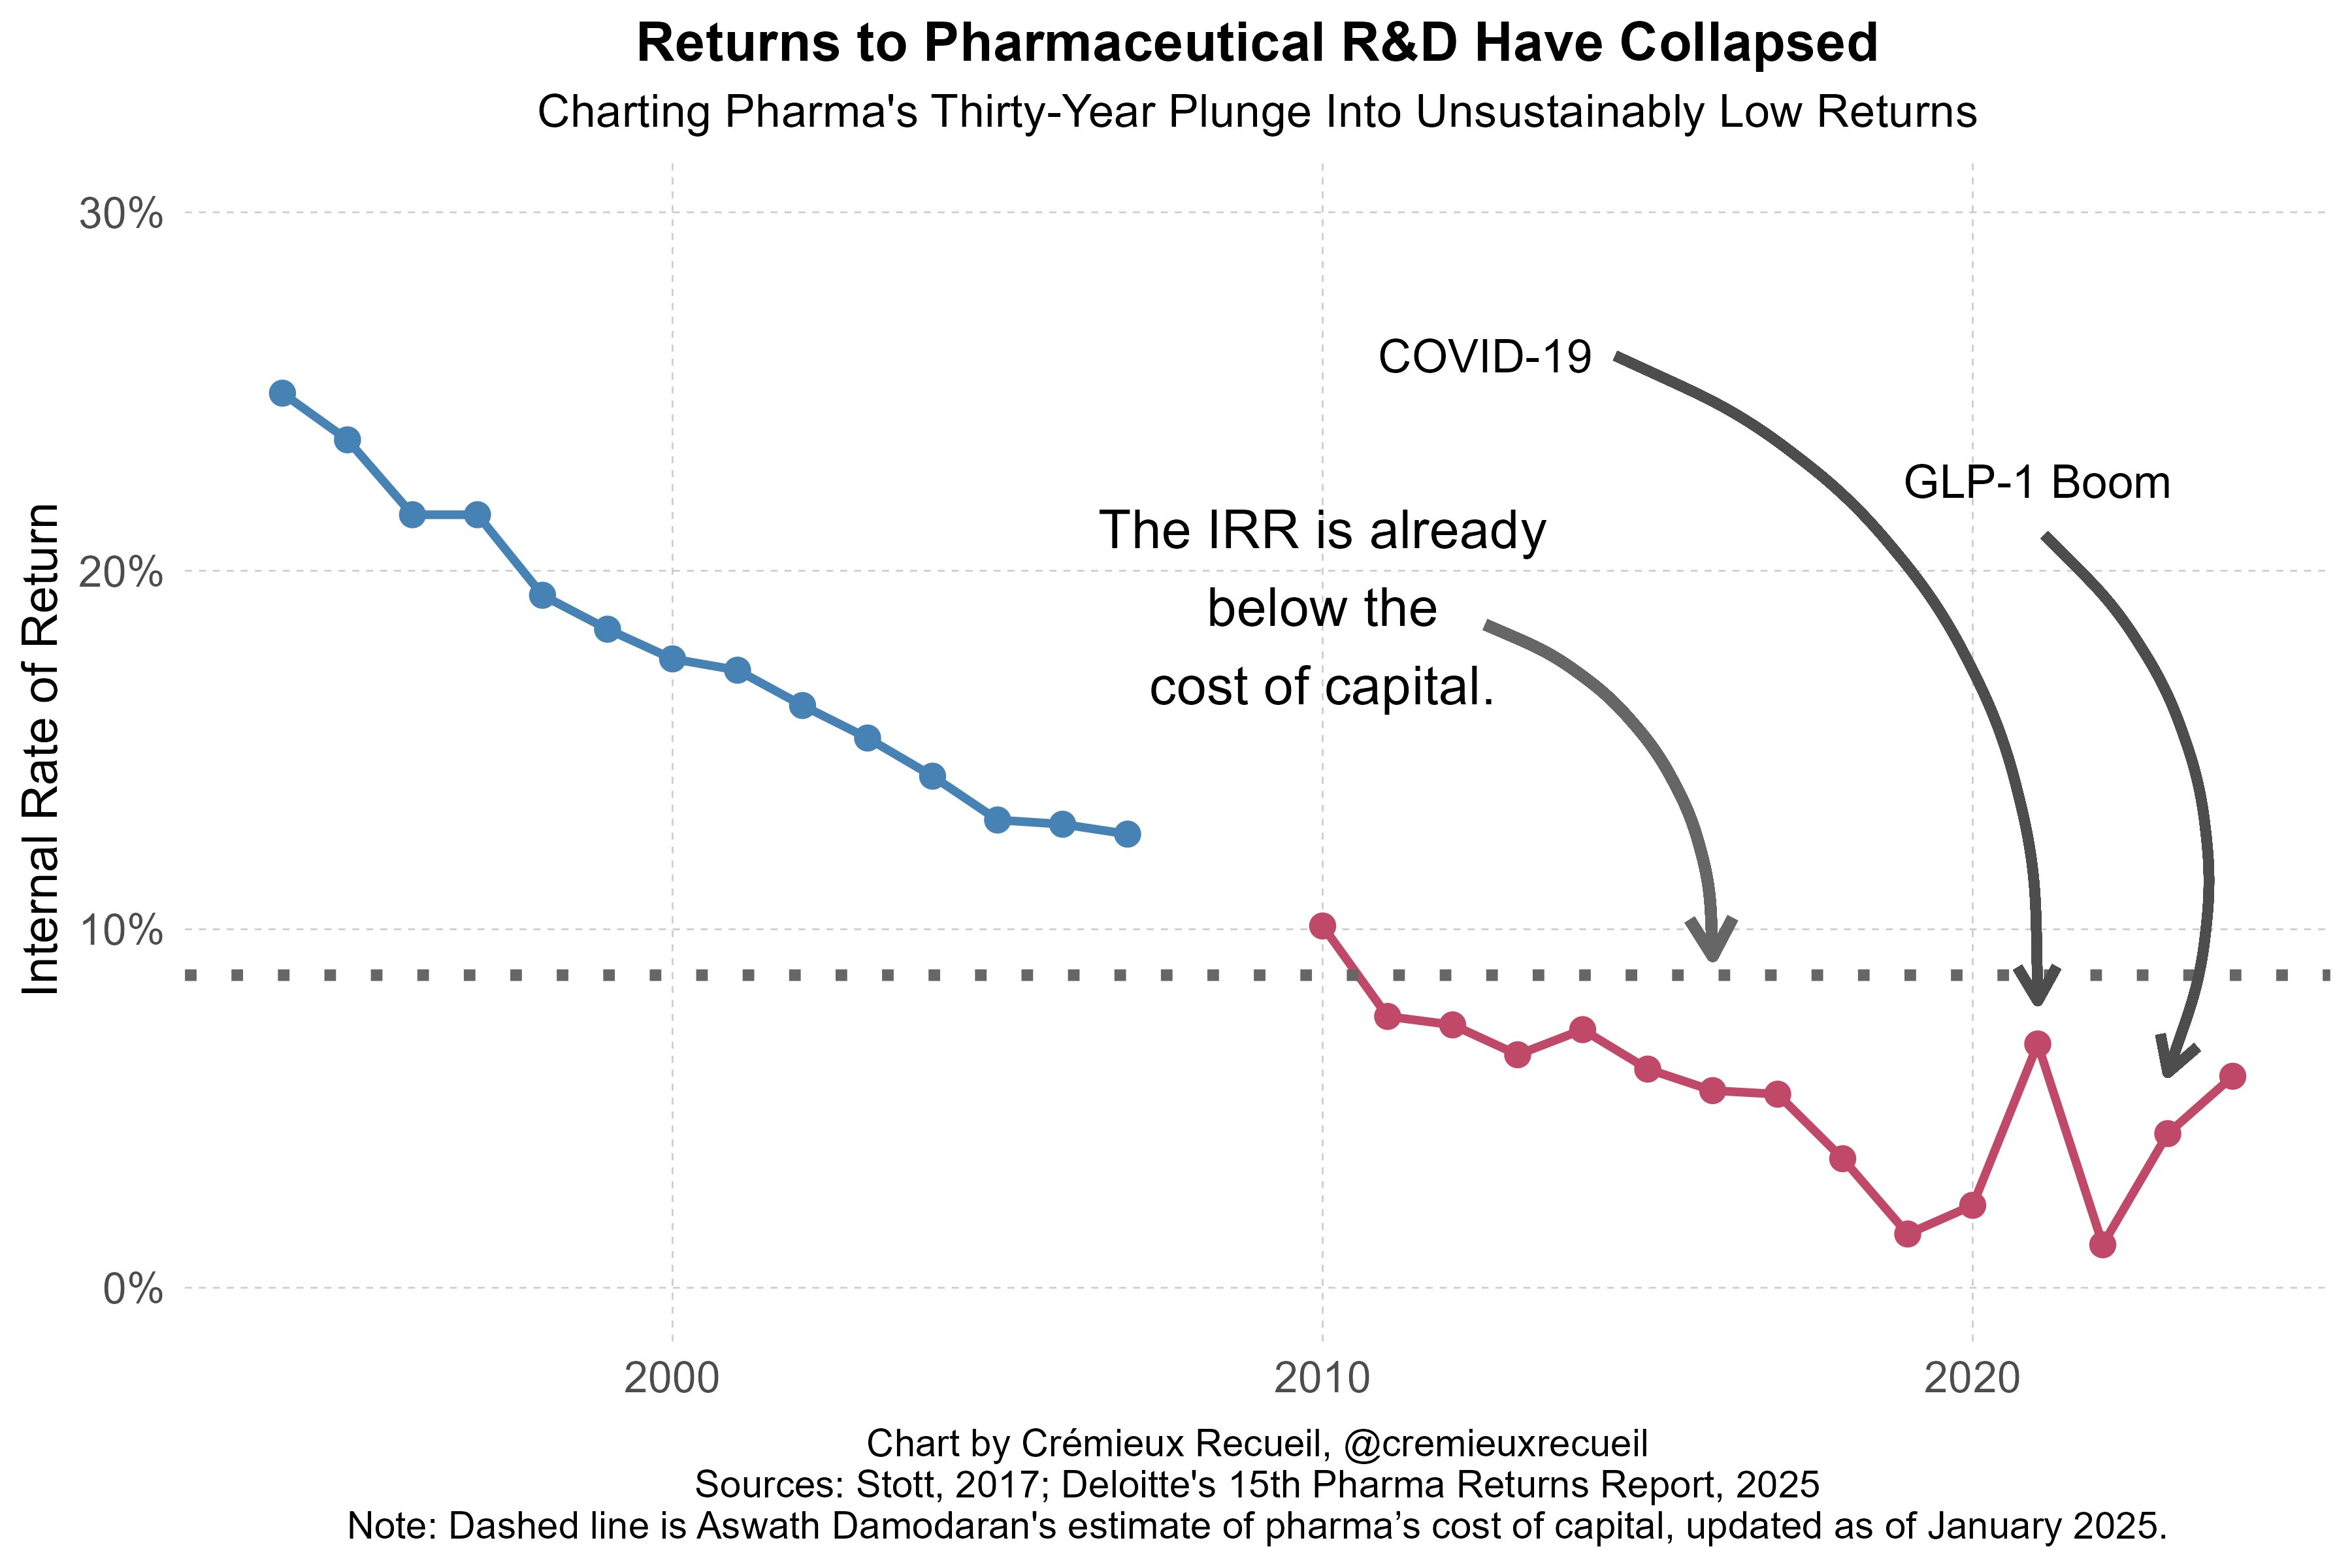 Returns to Pharmaceutical R&D Have Collapsed
Charting Pharma's Thirty-Year Plunge Into Unsustainably Low Returns
Internal Rate of Return
30%
20%
10%
0%
COVID-19
GLP-1 Boom
The IRR is already
below the
cost of capital.
2000
2010
2020
Chart by Crémieux Recueil, @cremieuxrecueil
Sources: Stott, 2017; Deloitte's 15th Pharma Returns Report, 2025
Note: Dashed line is Aswath Damodaran's estimate of pharma’s cost of capital, updated as of January 2025.